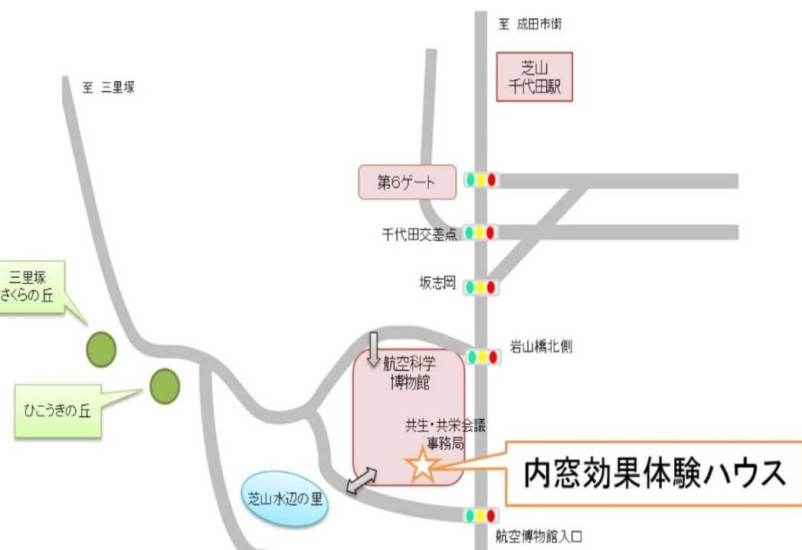 至 成田市街
芝山
千代田駅
至 三里塚
第6ゲート
千代田交差点
坂志岡
三里塚
さくらの丘
岩山橋北側
航空科学
博物館
ひこうきの丘
共生・共栄会議
事務局
内窓効果体験ハウス
芝山水辺の里
航空博物館入口